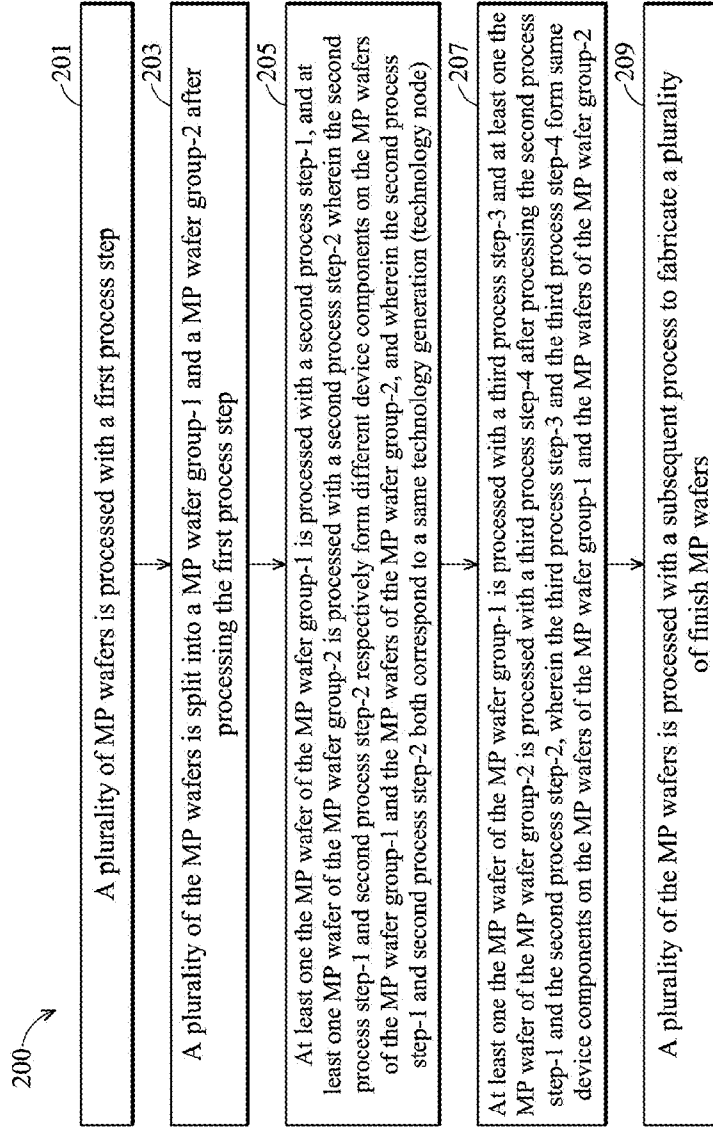 200
201
A plurality of MP wafers is processed with a first process step
203
A plurality of the MP wafers is split into a MP wafer group-1 and a MP wafer group-2 after
processing the first process step
205
At least one the MP wafer of the MP wafer group-1 is processed with a second process step-1, and at
least one MP wafer of the MP wafer group-2 is processed with a second process step-2 wherein the second
process step-1 and second process step-2 respectively form different device components on the MP wafers
of the MP wafer group-1 and the MP wafers of the MP wafer group-2, and wherein the second process
step-1 and second process step-2 both correspond to a same technology generation (technology node)
207
At least one the MP wafer of the MP wafer group-1 is processed with a third process step-3 and at least one the
MP wafer of the MP wafer group-2 is processed with a third process step-4 after processing the second process
step-1 and the second process step-2, wherein the third process step-3 and the third process step-4 form same
device components on the MP wafers of the MP wafer group-1 and the MP wafers of the MP wafer group-2
209
A plurality of the MP wafers is processed with a subsequent process to fabricate a plurality
of finish MP wafers